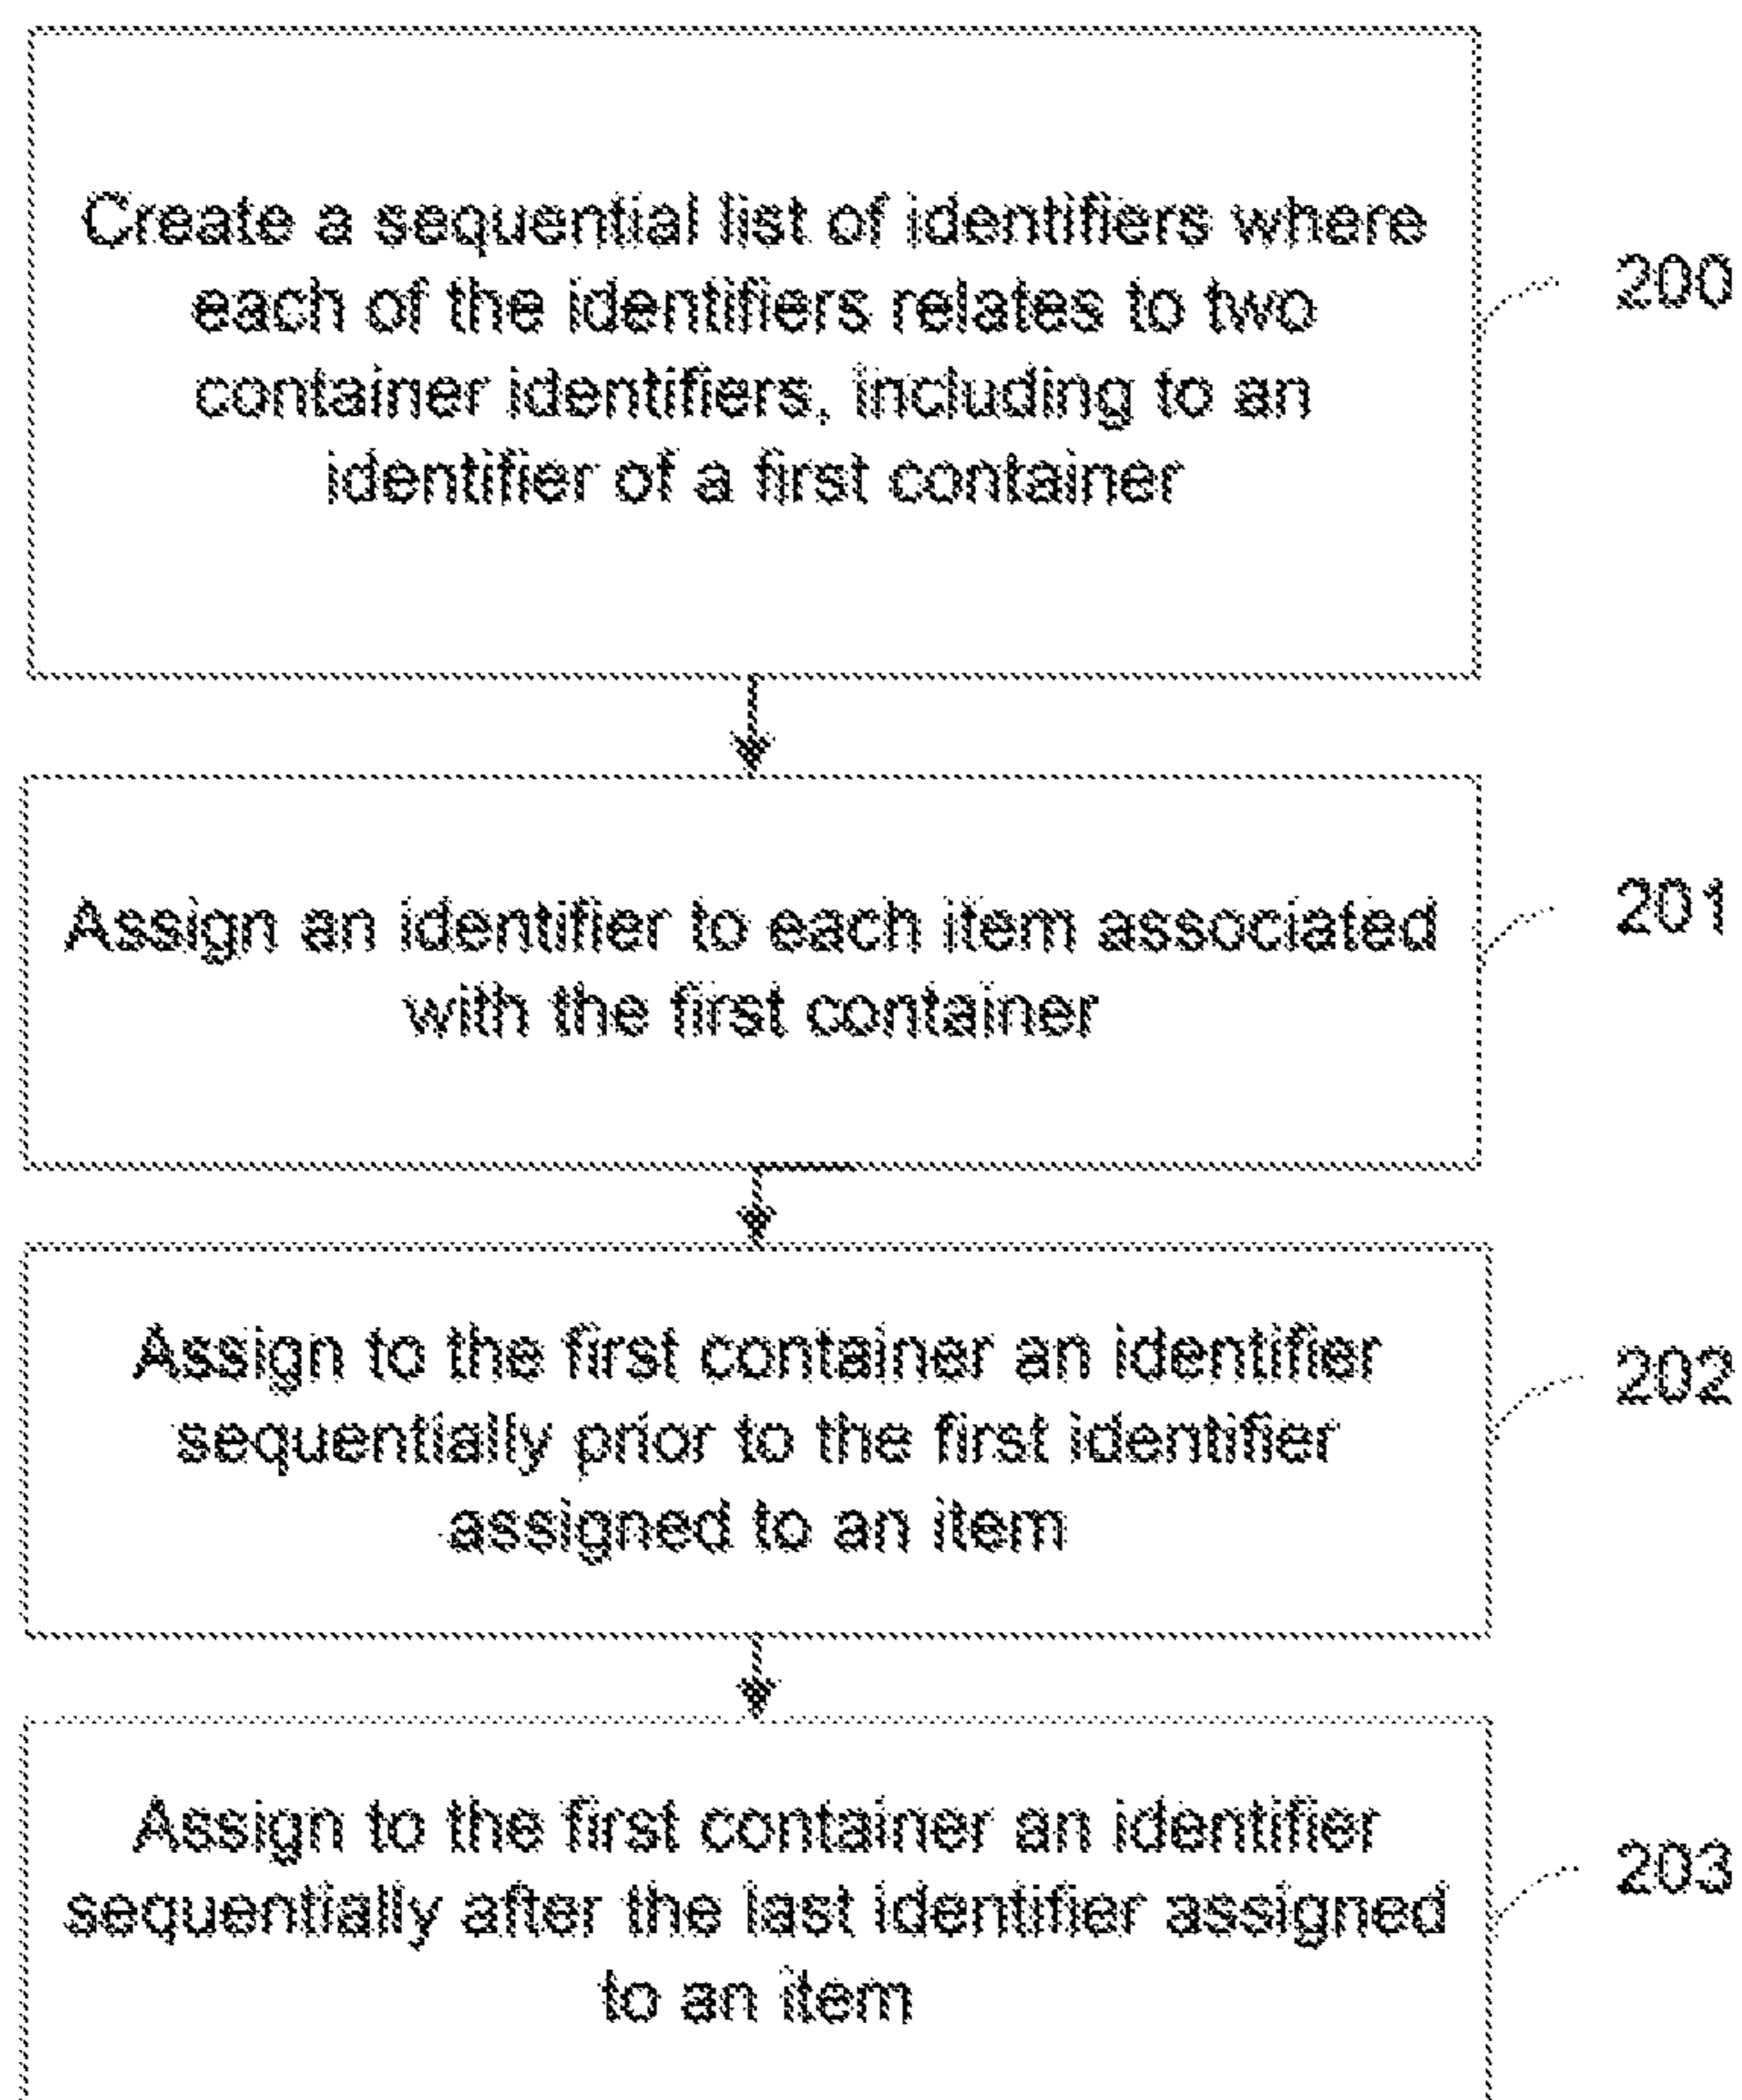 Create a sequential list of identifiers where
each of the identifiers relates to two
container identifiers, including to an
identifier of a first container
200
Assign an identifier to each item associated
with the first container
201
Assign to the first container an identifier
sequentially prior to the first identifier
assigned to an item
202
Assign to the first container an identifier
sequentially after the last identifier assigned
to an item
203